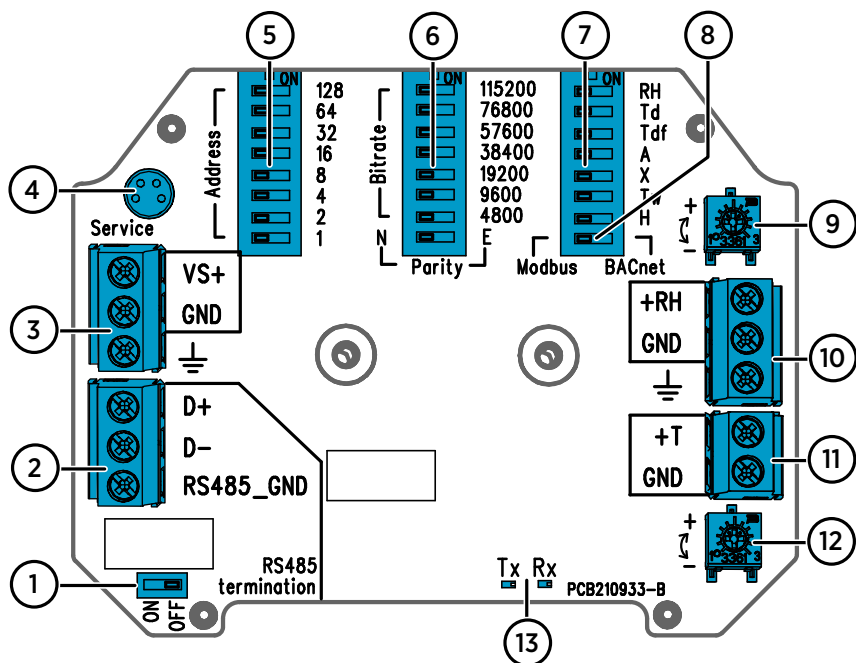 5
6
7
8
ON
ON
ON
Address
128
64
32
16
8
4
2
1
Bitrate
115200
76800
57600
38400
19200
9600
4800
N
E
Parity
RH
Td
Tdf
A
X
Tw
H
Modbus
BACnet
4
Service
3
VS+
GND
2
D+
D-
RS485_GND
1
ON
OFF
RS485
termination
Tx
Rx
13
PCB210933-B
+
-
9
+RH
GND
10
+T
GND
11
+
-
12